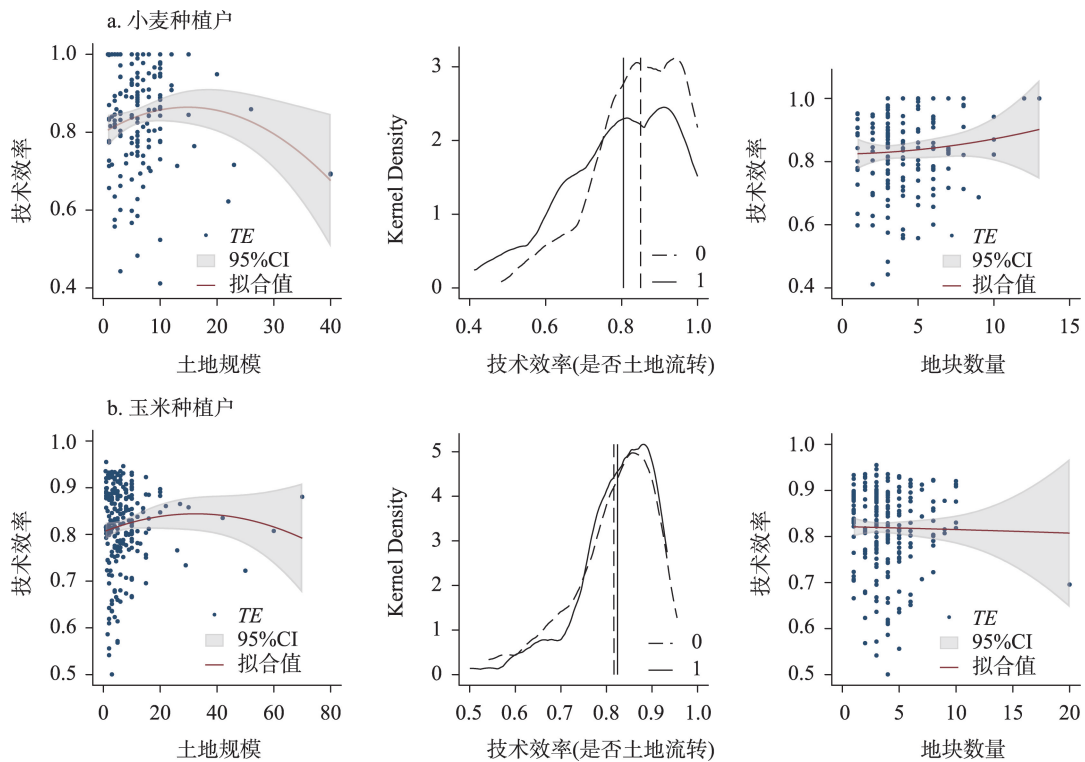 a. 小麦种植户
1.0
0.8
0.6
0.4
技术效率
TE
95%CI
拟合值
0 10 20 30 40
土地规模
3
2
1
0
Kernel Density
0
1
0.4 0.6 0.8 1.0
技术效率(是否土地流转)
1.0
0.8
0.6
0.4
技术效率
TE
95%CI
拟合值
0 5 10 15
地块数量
b. 玉米种植户
1.0
0.9
0.8
0.7
0.6
0.5
技术效率
TE
95%CI
拟合值
0 20 40 60 80
土地规模
5
4
3
2
1
0
Kernel Density
0
1
0.5 0.6 0.7 0.8 0.9 1.0
技术效率(是否土地流转)
1.0
0.9
0.8
0.7
0.6
0.5
技术效率
TE
95%CI
拟合值
0 5 10 15 20
地块数量